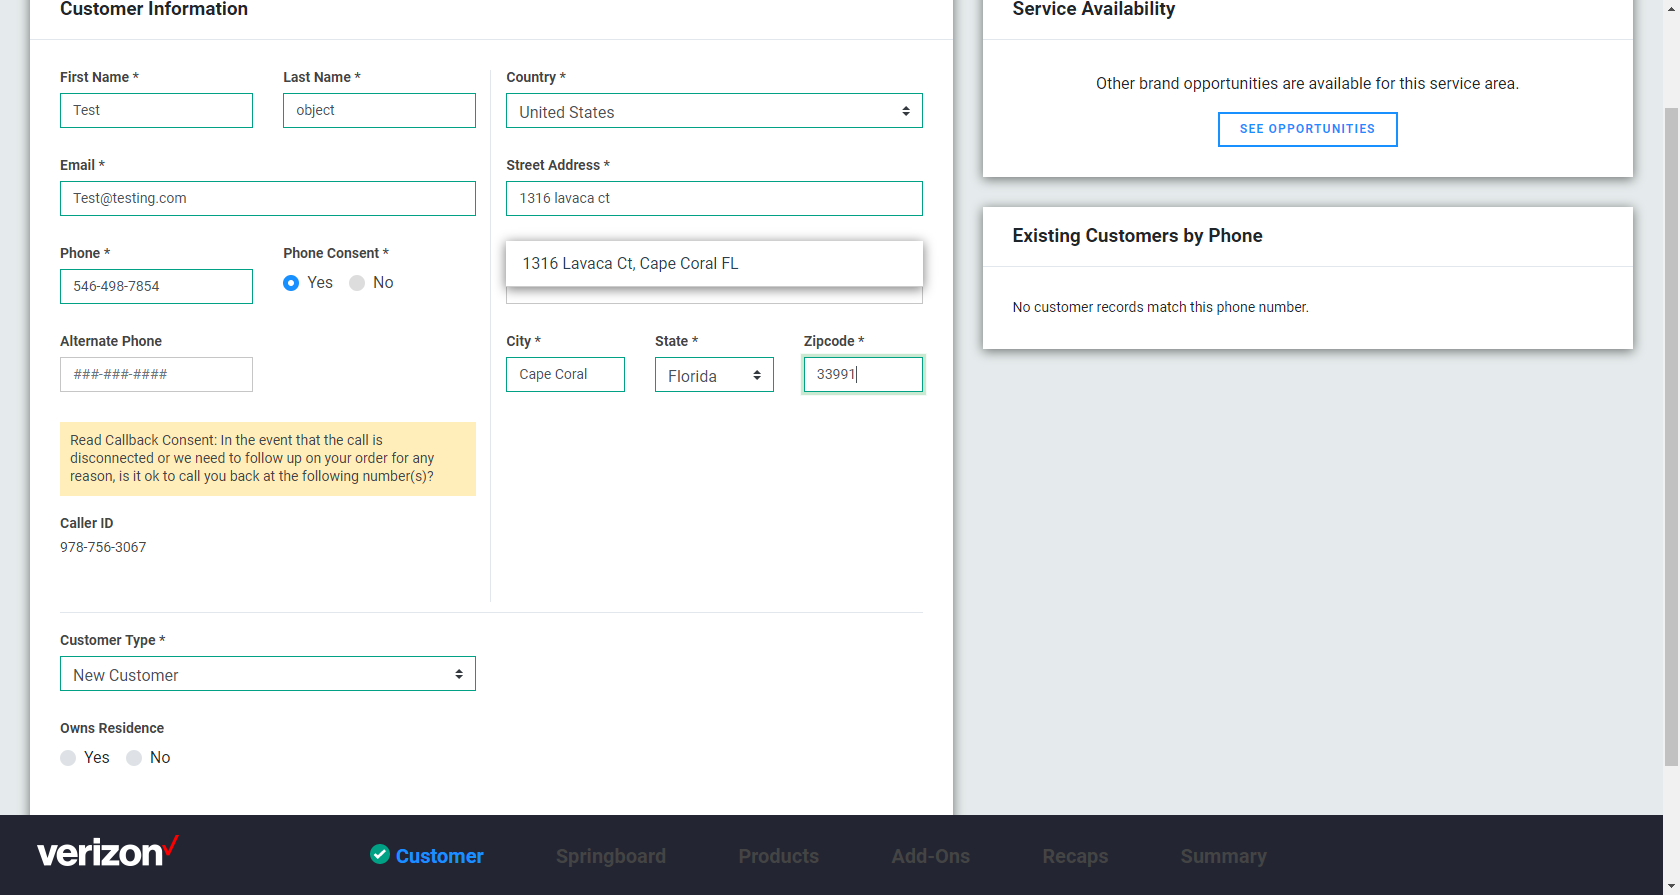 Customer Information
First Name *
Last Name *
Test
object
Email *
Test@testing.com
Phone *
Phone Consent *
546-498-7854
Yes
No
Alternate Phone
###-###-####
Read Callback Consent: In the event that the call is
disconnected or we need to follow up on your order for any
reason, is it ok to call you back at the following number(s)?
Caller ID
978-756-3067
Country *
United States
Street Address *
1316 lavaca ct
1316 Lavaca Ct, Cape Coral FL
City *
State *
Zipcode *
Cape Coral
Florida
33991
Customer Type *
New Customer
Owns Residence
Yes
No
Service Availability
Other brand opportunities are available for this service area.
SEE OPPORTUNITIES
Existing Customers by Phone
No customer records match this phone number.
verizon
Customer
Springboard
Products
Add-Ons
Recaps
Summary